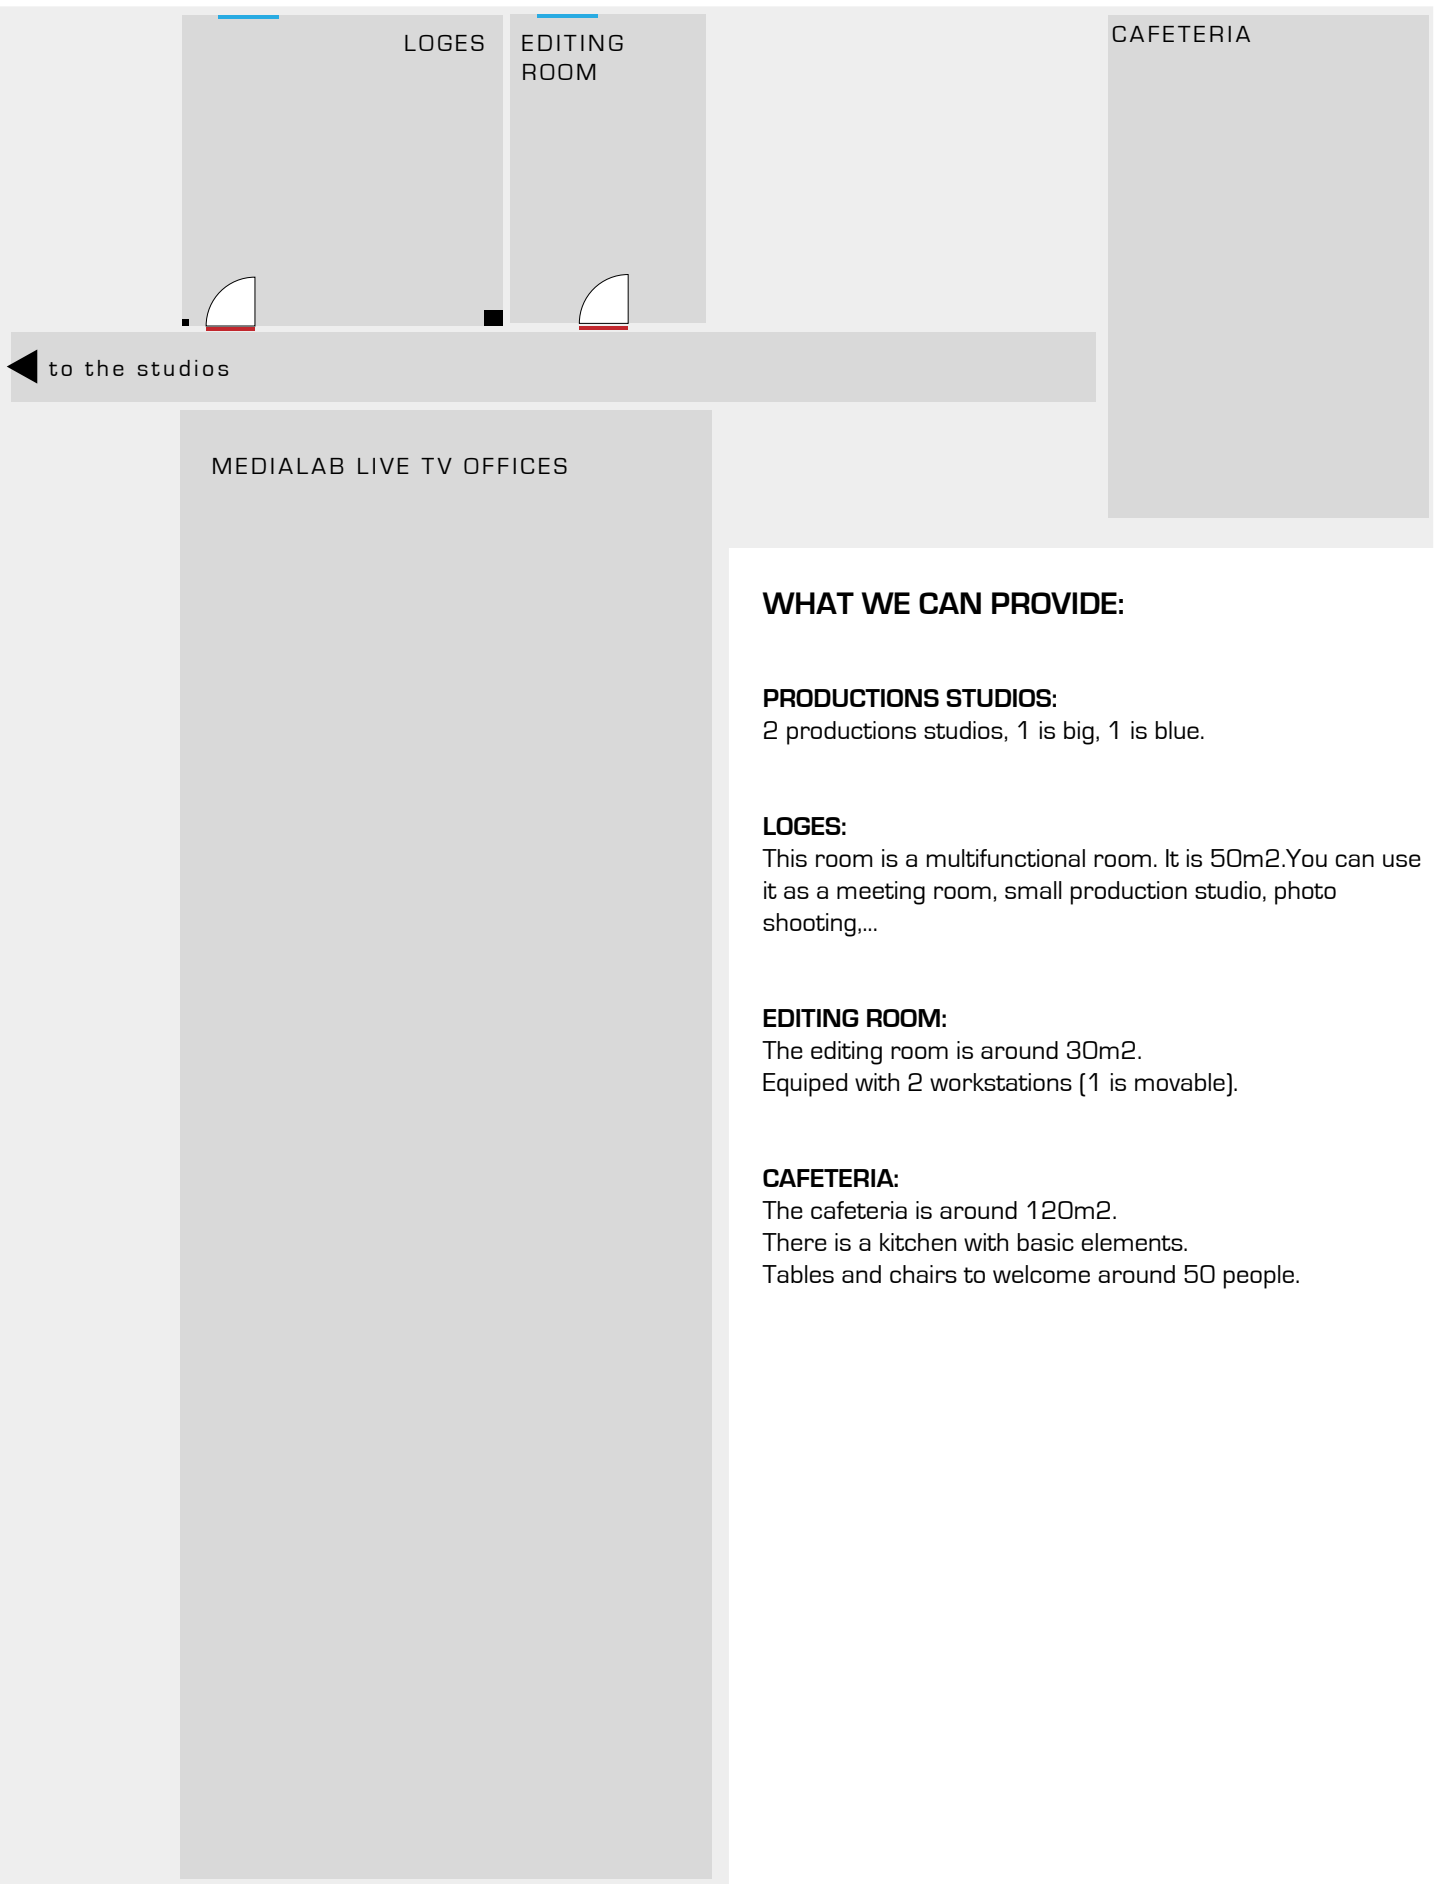 LOGES
EDITING
ROOM
CAFETERIA
to the studios
MEDIALAB LIVE TV OFFICES
WHAT WE CAN PROVIDE:
PRODUCTIONS STUDIOS:
2 productions studios, 1 is big, 1 is blue.
LOGES:
This room is a multifunctional room. It is 50m2.You can use
it as a meeting room, small production studio, photo
shooting,...
EDITING ROOM:
The editing room is around 30m2.
Equiped with 2 workstations (1 is movable).
CAFETERIA:
The cafeteria is around 120m2.
There is a kitchen with basic elements.
Tables and chairs to welcome around 50 people.